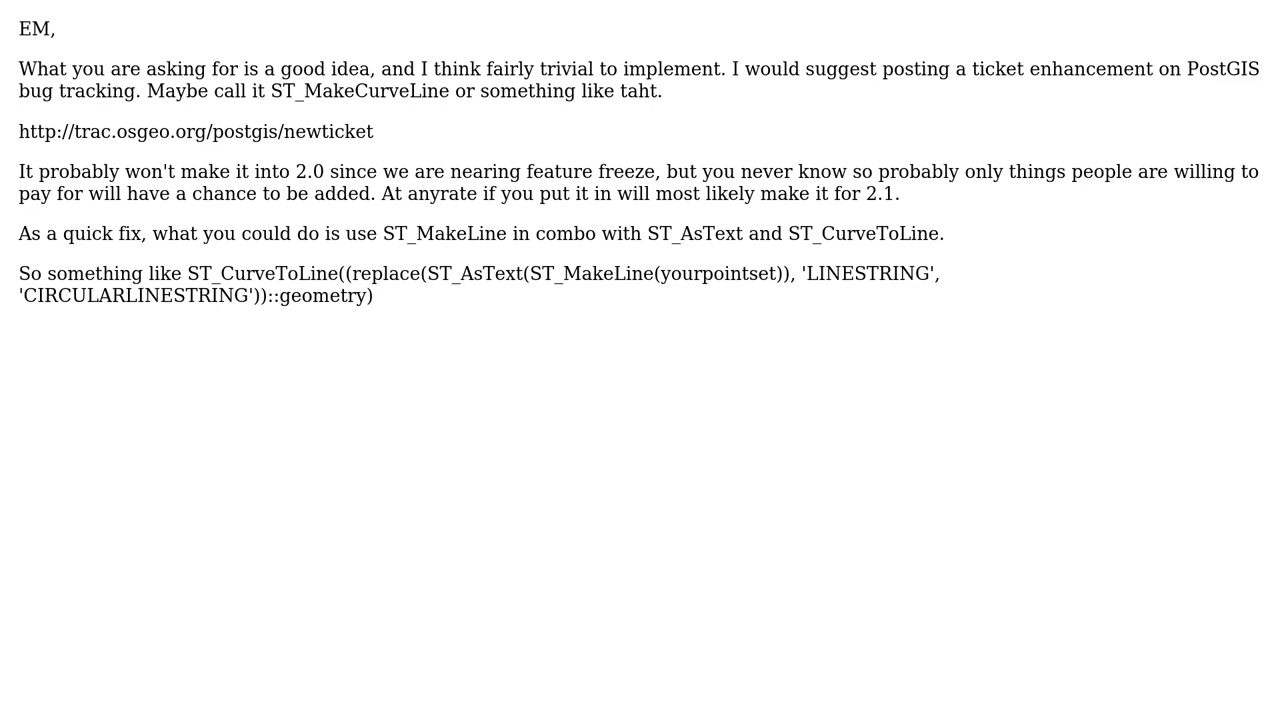 EM,
What you are asking for is a good idea, and I think fairly trivial to implement. I would suggest posting a ticket enhancement on PostGIS
bug tracking. Maybe call it ST_MakeCurveLine or something like taht.
http://trac.osgeo.org/postgis/newticket
It probably won't make it into 2.0 since we are nearing feature freeze, but you never know so probably only things people are willing to
pay for will have a chance to be added. At anyrate if you put it in will most likely make it for 2.1.
As a quick fix, what you could do is use ST_MakeLine in combo with ST_AsText and ST_CurveToLine.
So something like ST_CurveToLine((replace(ST_AsText(ST_MakeLine(yourpointset)), 'LINESTRING',
'CIRCULARLINESTRING'))::geometry)